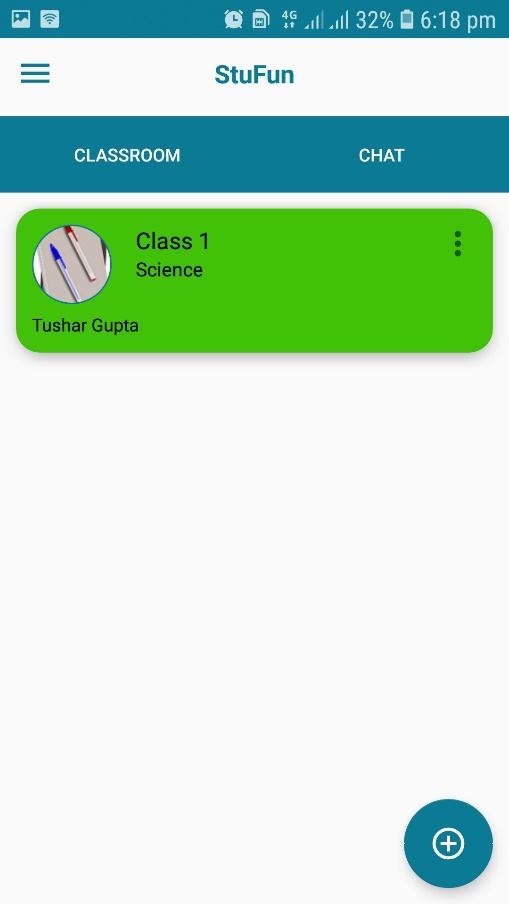 4G 32% 6:18 pm
StuFun
CLASSROOM CHAT
Class 1
Science
Tushar Gupta